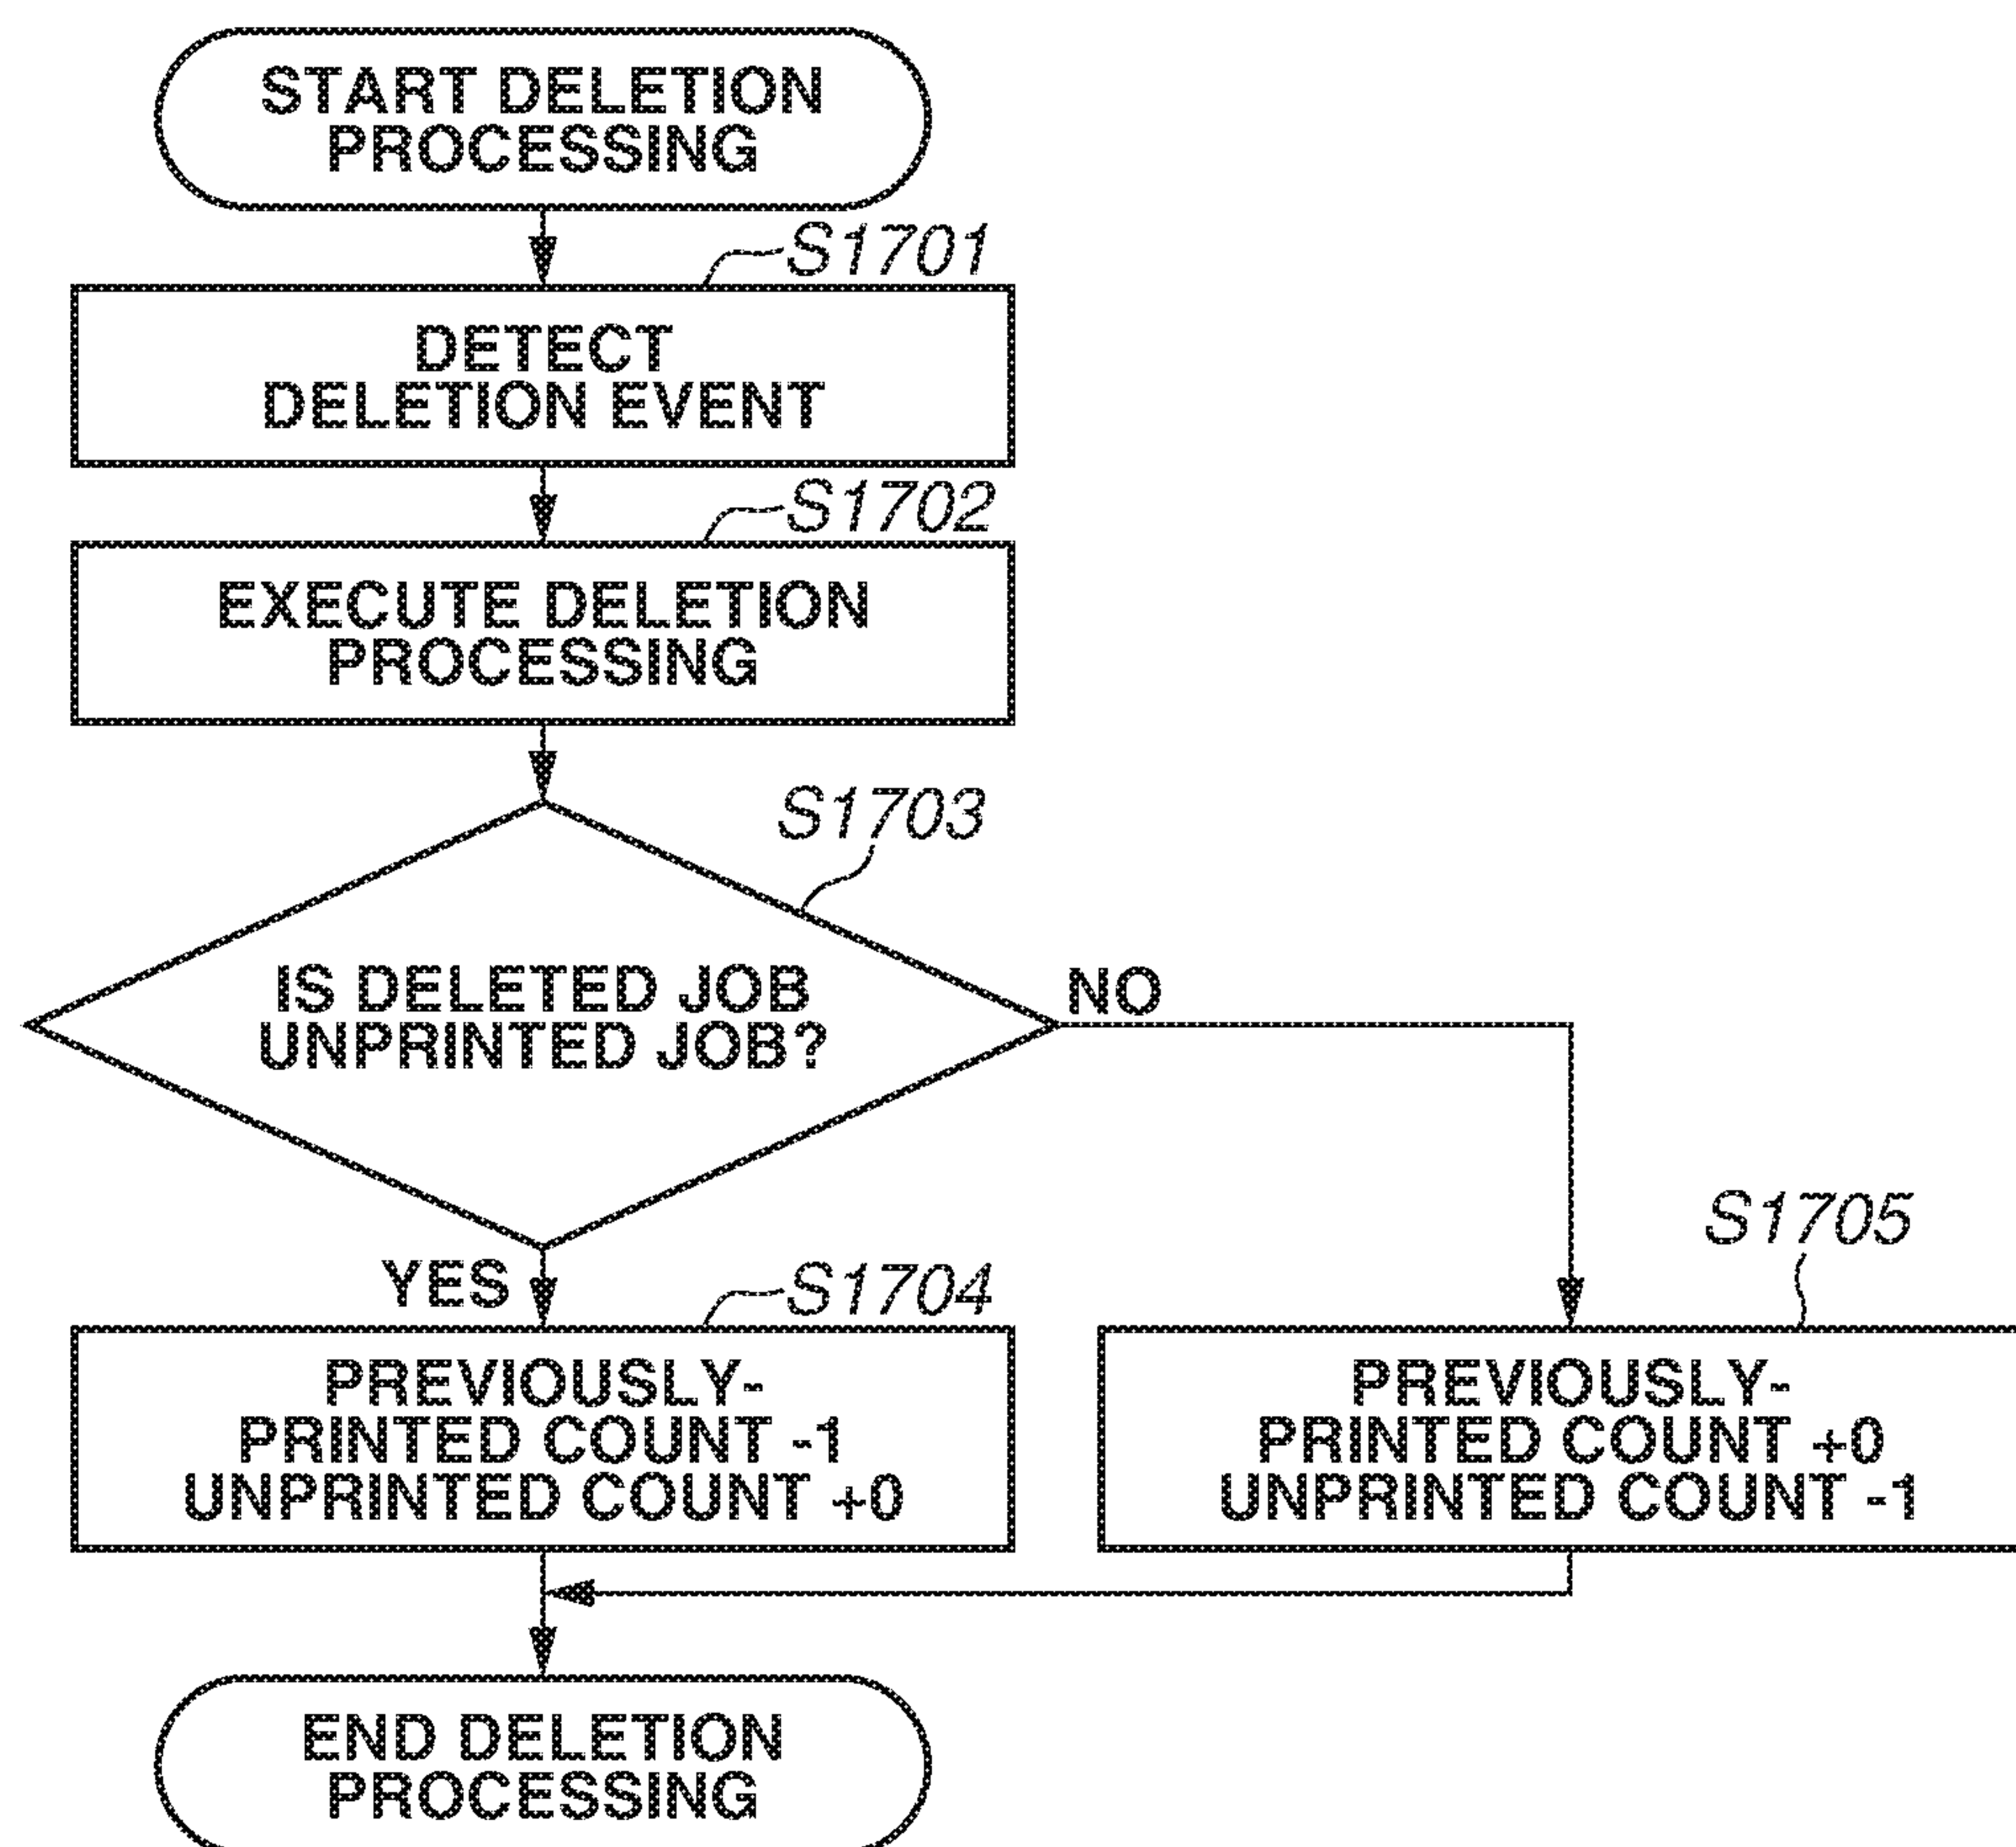 START DELETION
PROCESSING
S1701
DETECT
DELETION EVENT
S1702
EXECUTE DELETION
PROCESSING
S1703
IS DELETED JOB
UNPRINTED JOB?
NO
YES
S1704
PREVIOUSLY-
PRINTED COUNT -1
UNPRINTED COUNT +0
S1705
PREVIOUSLY-
PRINTED COUNT +0
UNPRINTED COUNT -1
END DELETION
PROCESSING